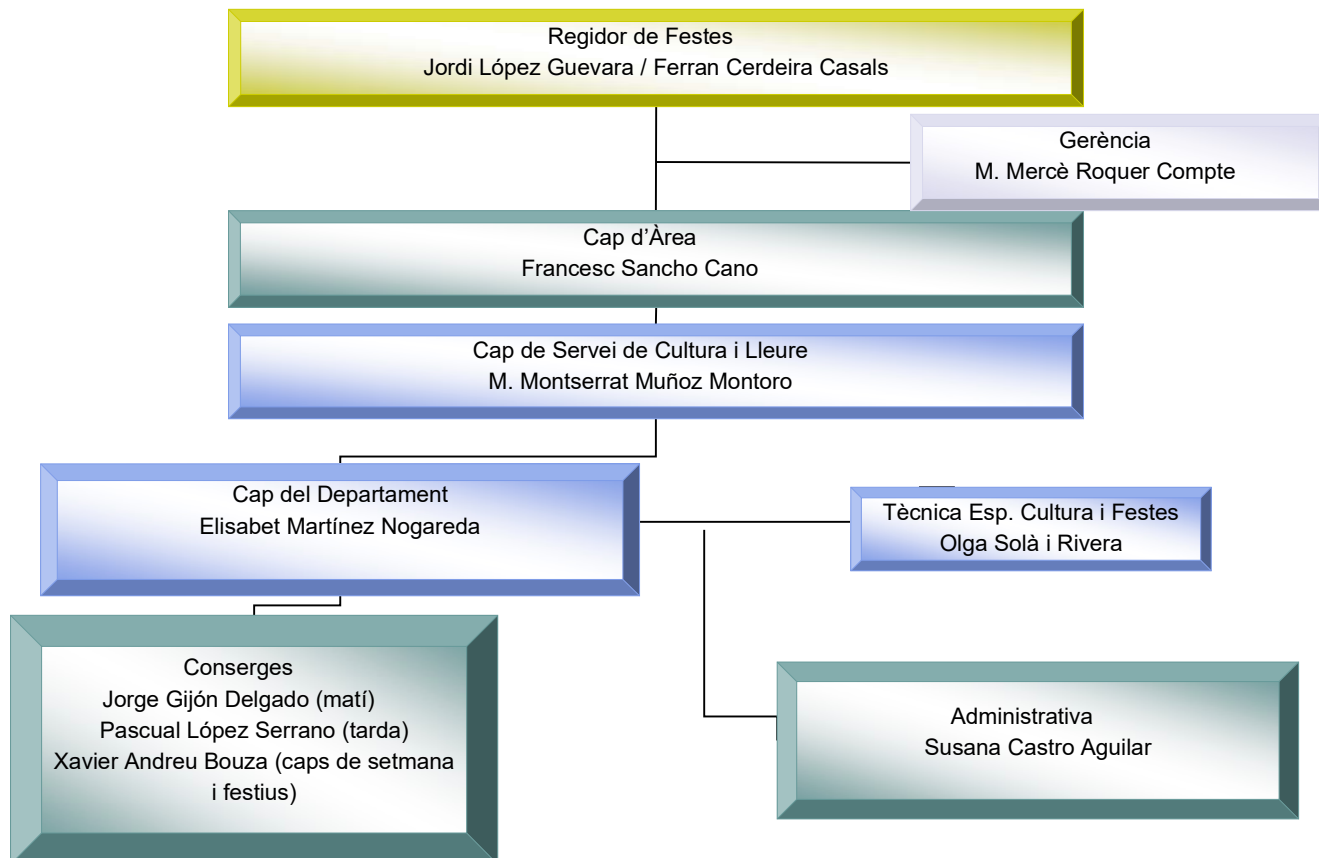 Regidor de Festes
Jordi López Guevara / Ferran Cerdeira Casals
Gerència
M. Mercè Roquer Compte
Cap d’Àrea
Francesc Sancho Cano
Cap de Servei de Cultura i Lleure
M. Montserrat Muñoz Montoro
Cap del Departament
Elisabet Martínez Nogareda
Tècnica Esp. Cultura i Festes
Olga Solà i Rivera
Conserges
Jorge Gijón Delgado (matí)
Pascual López Serrano (tarda)
Xavier Andreu Bouza (caps de setmana
i festius)
Administrativa
Susana Castro Aguilar